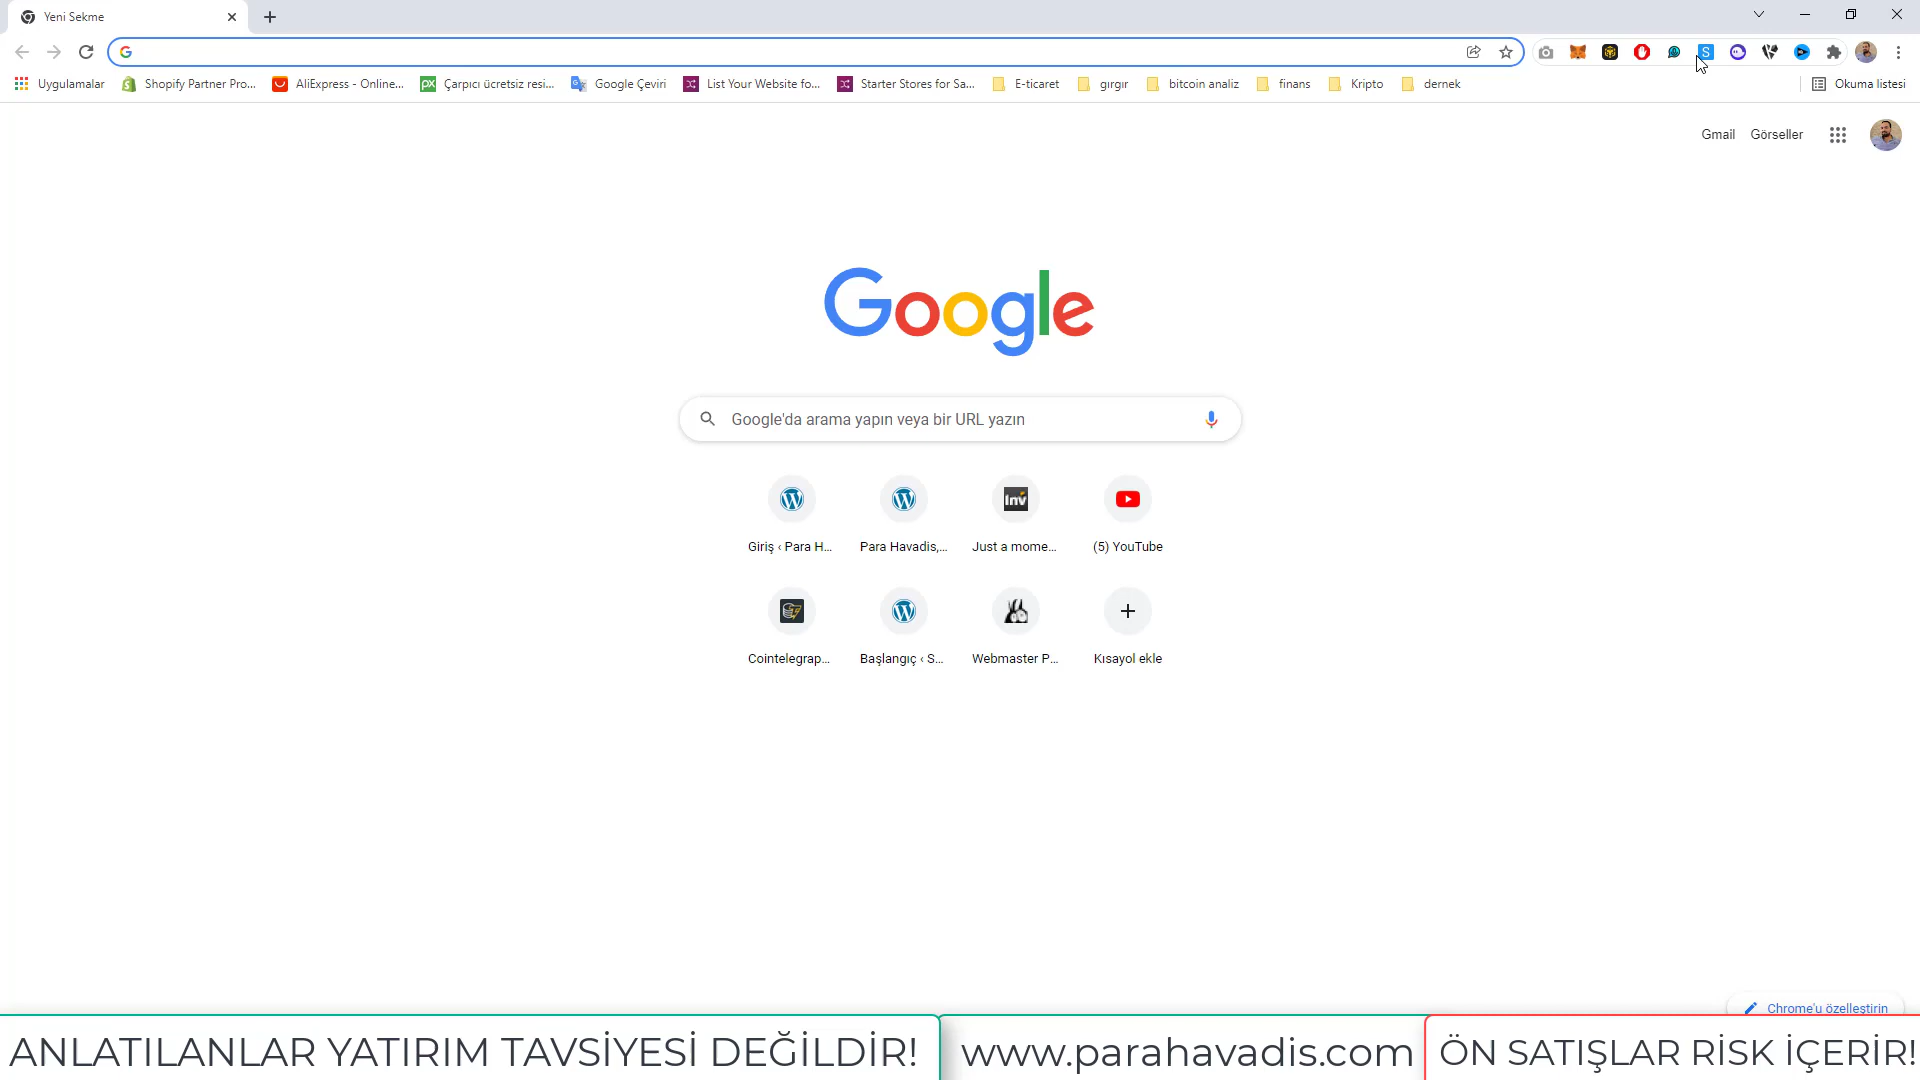 Yeni Sekme
Uygulamalar
Shopify Partner Pro...
AliExpress - Online...
Çarpıcı ücretsiz resi...
Google Çeviri
List Your Website fo...
Starter Stores for Sa...
E-ticaret
gırgır
bitcoin analiz
finans
Kripto
dernek
Okuma listesi
Gmail
Görseller
Google
Google'da arama yapın veya bir URL yazın
Inv
Giriş ‹ Para H...
Para Havadis,...
Just a mome...
(5) YouTube
Cointelegrap...
Başlangıç ‹ S...
Webmaster P...
Kısayol ekle
Chrome'u özelleştirin
ANLATILANLAR YATIRIM TAVSİYESİ DEĞİLDİR!
www.parahavadis.com
ÖN SATIŞLAR RİSK İÇERİR!